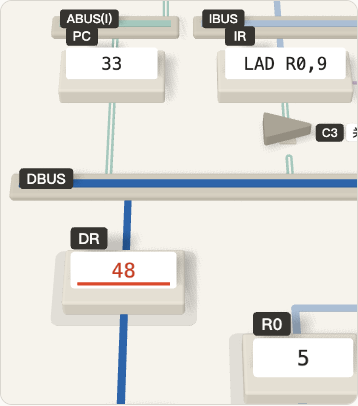 ABUS(I)
IBUS
PC
IR
33
LAD R0,9
C3
DBUS
DR
48
R0
5